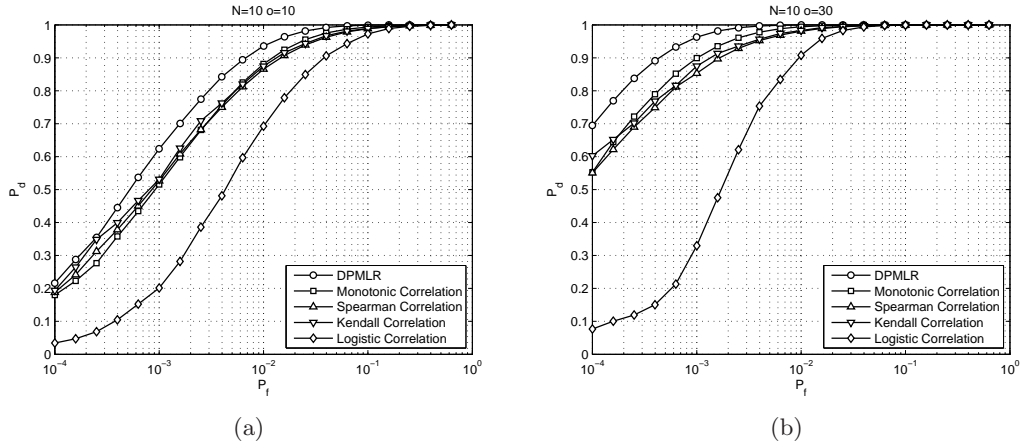 N=10 o=10
1
0.9
0.8
0.7
0.6
0.5
0.4
0.3
0.2
0.1
0
P_d
10^−4
10^−3
10^−2
10^−1
10^0
P_f
DPMLR
Monotonic Correlation
Spearman Correlation
Kendall Correlation
Logistic Correlation
(a)
N=10 o=30
1
0.9
0.8
0.7
0.6
0.5
0.4
0.3
0.2
0.1
0
P_d
10^−4
10^−3
10^−2
10^−1
10^0
P_f
DPMLR
Monotonic Correlation
Spearman Correlation
Kendall Correlation
Logistic Correlation
(b)